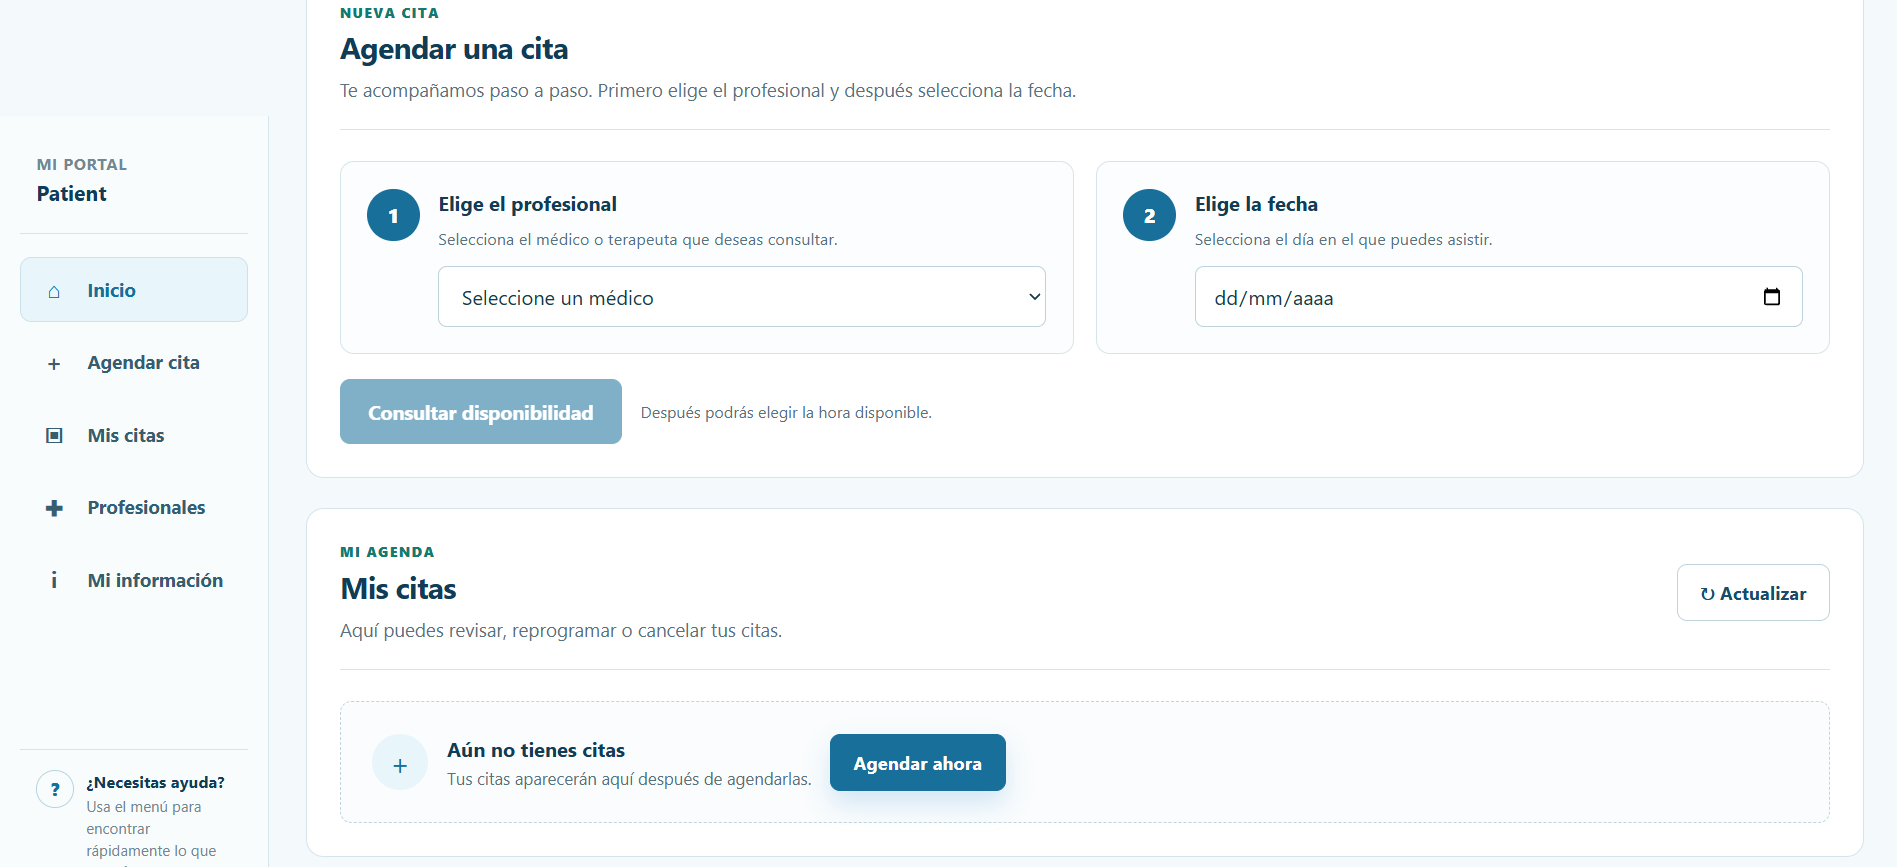 NUEVA CITA
Agendar una cita
Te acompañamos paso a paso. Primero elige el profesional y después selecciona la fecha.
MI PORTAL
Patient
Inicio
+ Agendar cita
Mis citas
Profesionales
i Mi información
¿Necesitas ayuda?
? Usa el menú para
encontrar
rápidamente lo que
1 Elige el profesional
Selecciona el médico o terapeuta que deseas consultar.
Seleccione un médico
2 Elige la fecha
Selecciona el día en el que puedes asistir.
dd/mm/aaaa
Consultar disponibilidad
Después podrás elegir la hora disponible.
MI AGENDA
Mis citas
Aquí puedes revisar, reprogramar o cancelar tus citas.
↻ Actualizar
+ Aún no tienes citas
Tus citas aparecerán aquí después de agendarlas.
Agendar ahora